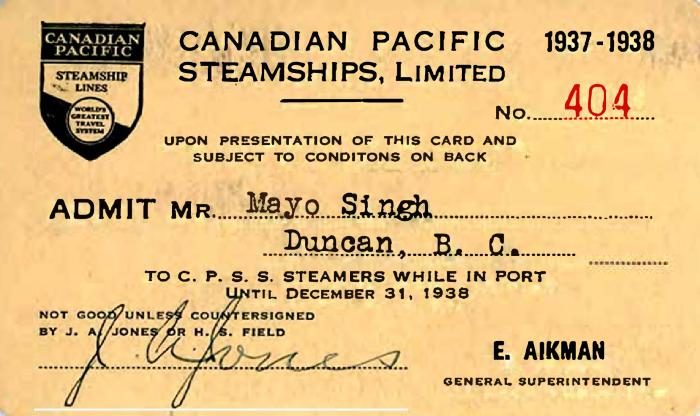 CANADIAN PACIFIC
STEAMSHIP LINES
WORLD'S GREATEST TRAVEL SYSTEM
CANADIAN PACIFIC 1937-1938
STEAMSHIPS, LIMITED
No. 404
UPON PRESENTATION OF THIS CARD AND
SUBJECT TO CONDITONS ON BACK
ADMIT MR. Mayo Singh
Duncan, B. C.
TO C. P. S. S. STEAMERS WHILE IN PORT
UNTIL DECEMBER 31, 1938
NOT GOOD UNLESS COUNTERSIGNED
BY J. A. JONES OR H. S. FIELD
J. A. Jones
E. AIKMAN
GENERAL SUPERINTENDENT